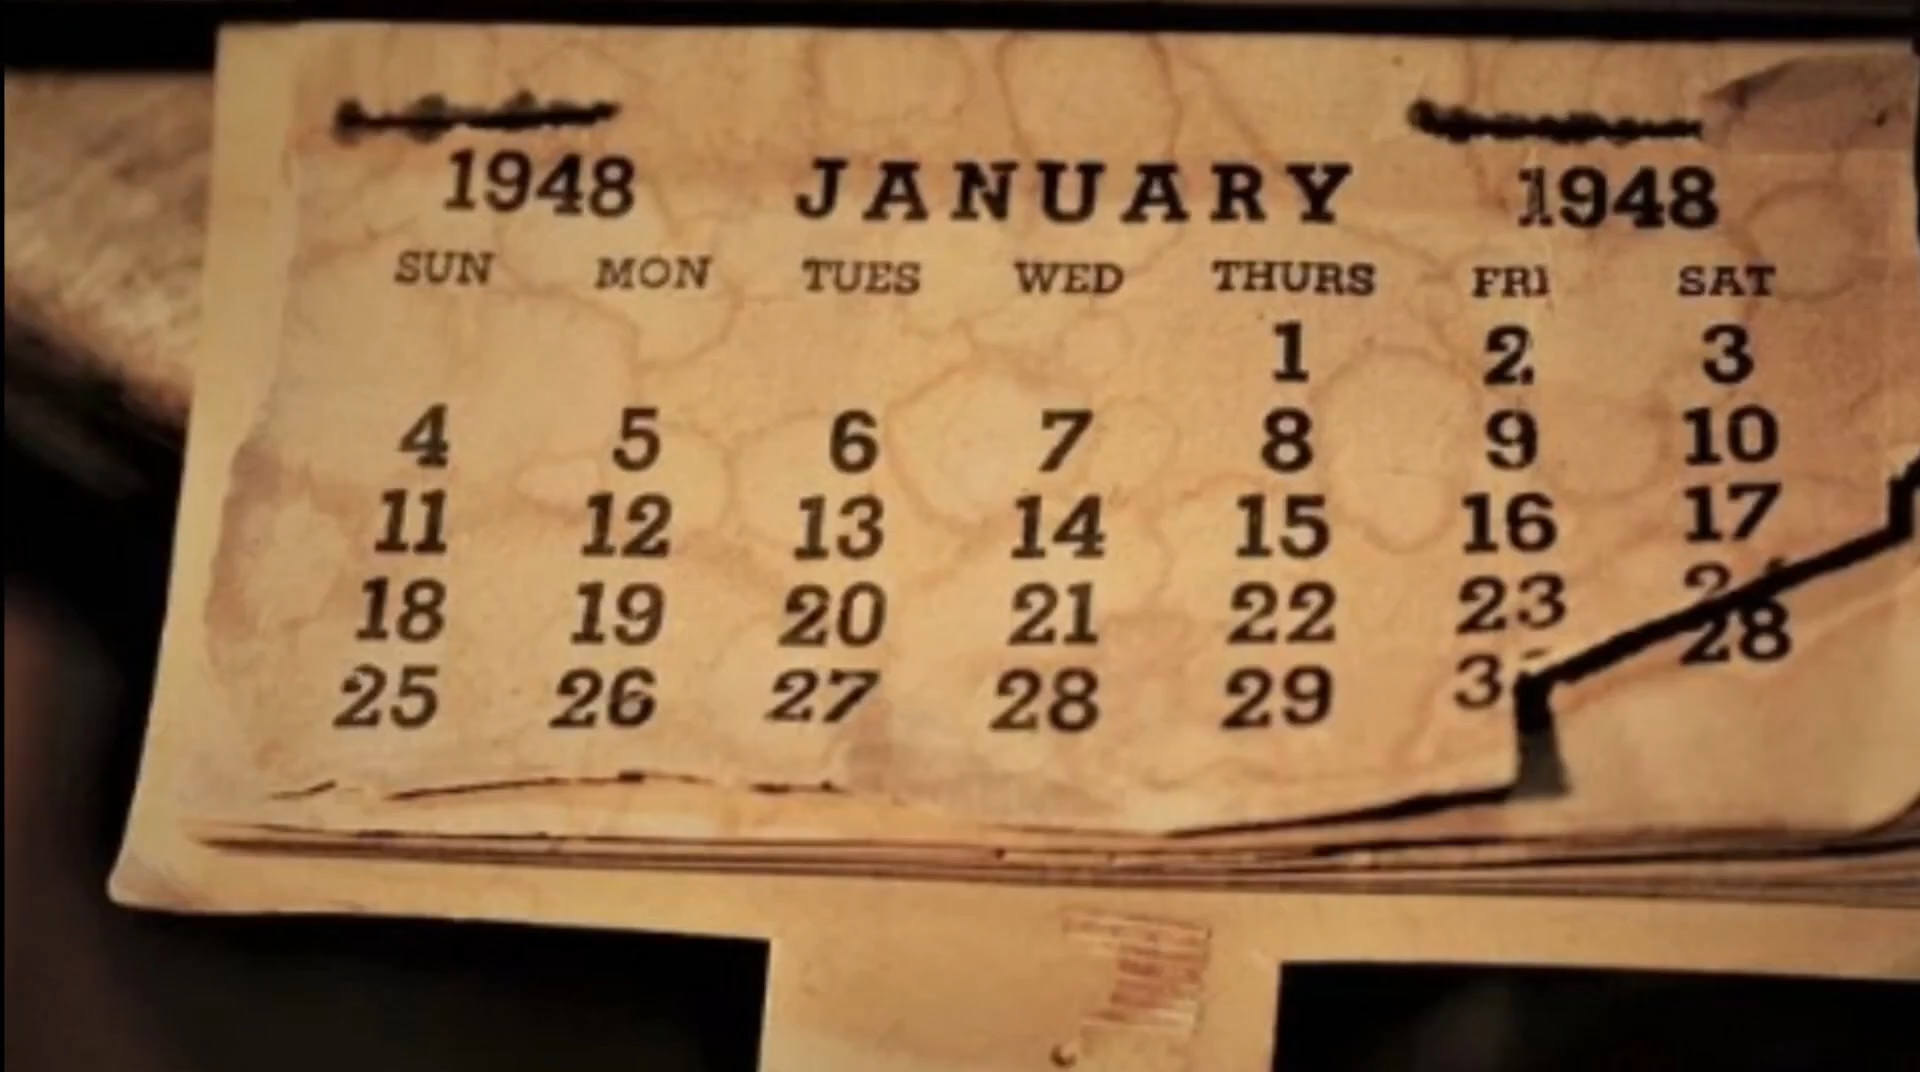 1948 JANUARY 1948
SUN MON TUES WED THURS FRI SAT
1 2 3
4 5 6 7 8 9 10
11 12 13 14 15 16 17
18 19 20 21 22 23
28
25 26 27 28 29